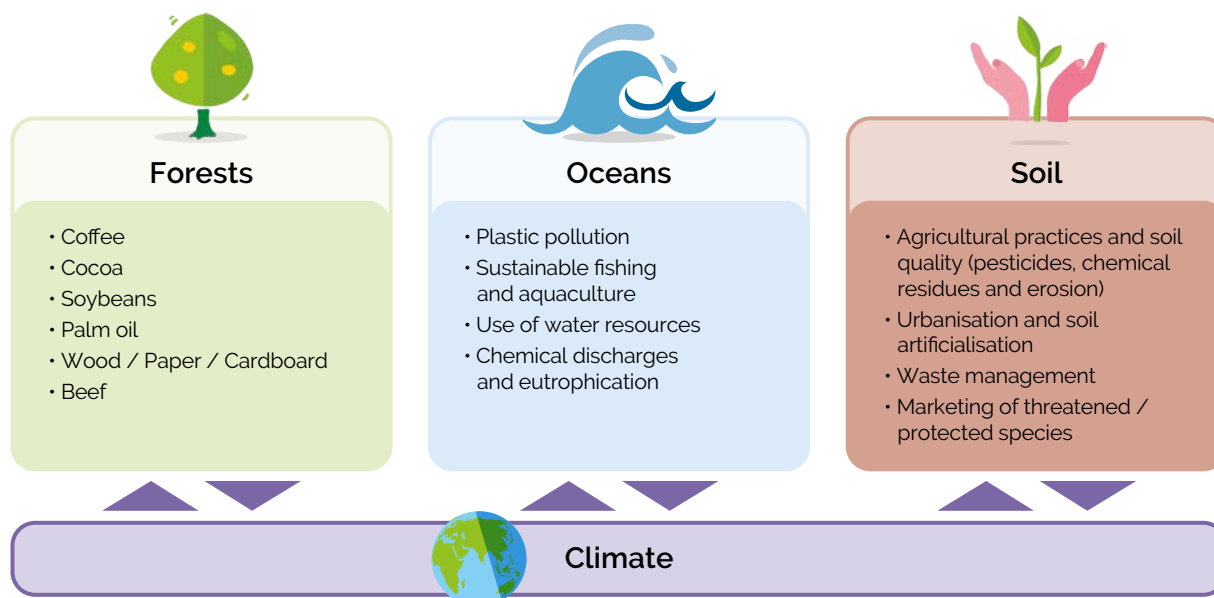 Forests
• Coffee
• Cocoa
• Soybeans
• Palm oil
• Wood / Paper / Cardboard
• Beef
Oceans
• Plastic pollution
• Sustainable fishing
and aquaculture
• Use of water resources
• Chemical discharges
and eutrophication
Soil
• Agricultural practices and soil
quality (pesticides, chemical
residues and erosion)
• Urbanisation and soil
artificialisation
• Waste management
• Marketing of threatened /
protected species
Climate